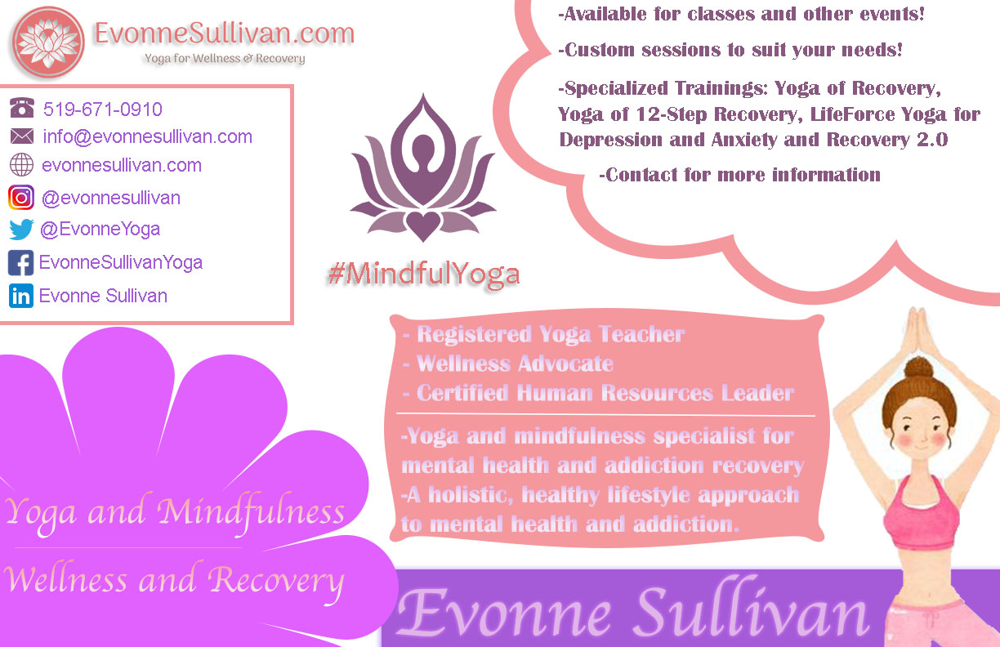 EvonneSullivan.com
Yoga for Wellness & Recovery
519-671-0910
info@evonnesullivan.com
evonnesullivan.com
@evonnesullivan
@EvonneYoga
EvonneSullivanYoga
in Evonne Sullivan
#MindfulYoga
-Available for classes and other events!
-Custom sessions to suit your needs!
-Specialized Trainings: Yoga of Recovery,
Yoga of 12-Step Recovery, LifeForce Yoga for
Depression and Anxiety and Recovery 2.0
-Contact for more information
- Registered Yoga Teacher
- Wellness Advocate
- Certified Human Resources Leader
-Yoga and mindfulness specialist for
mental health and addiction recovery
-A holistic, healthy lifestyle approach
to mental health and addiction.
Yoga and Mindfulness
Wellness and Recovery
Evonne Sullivan